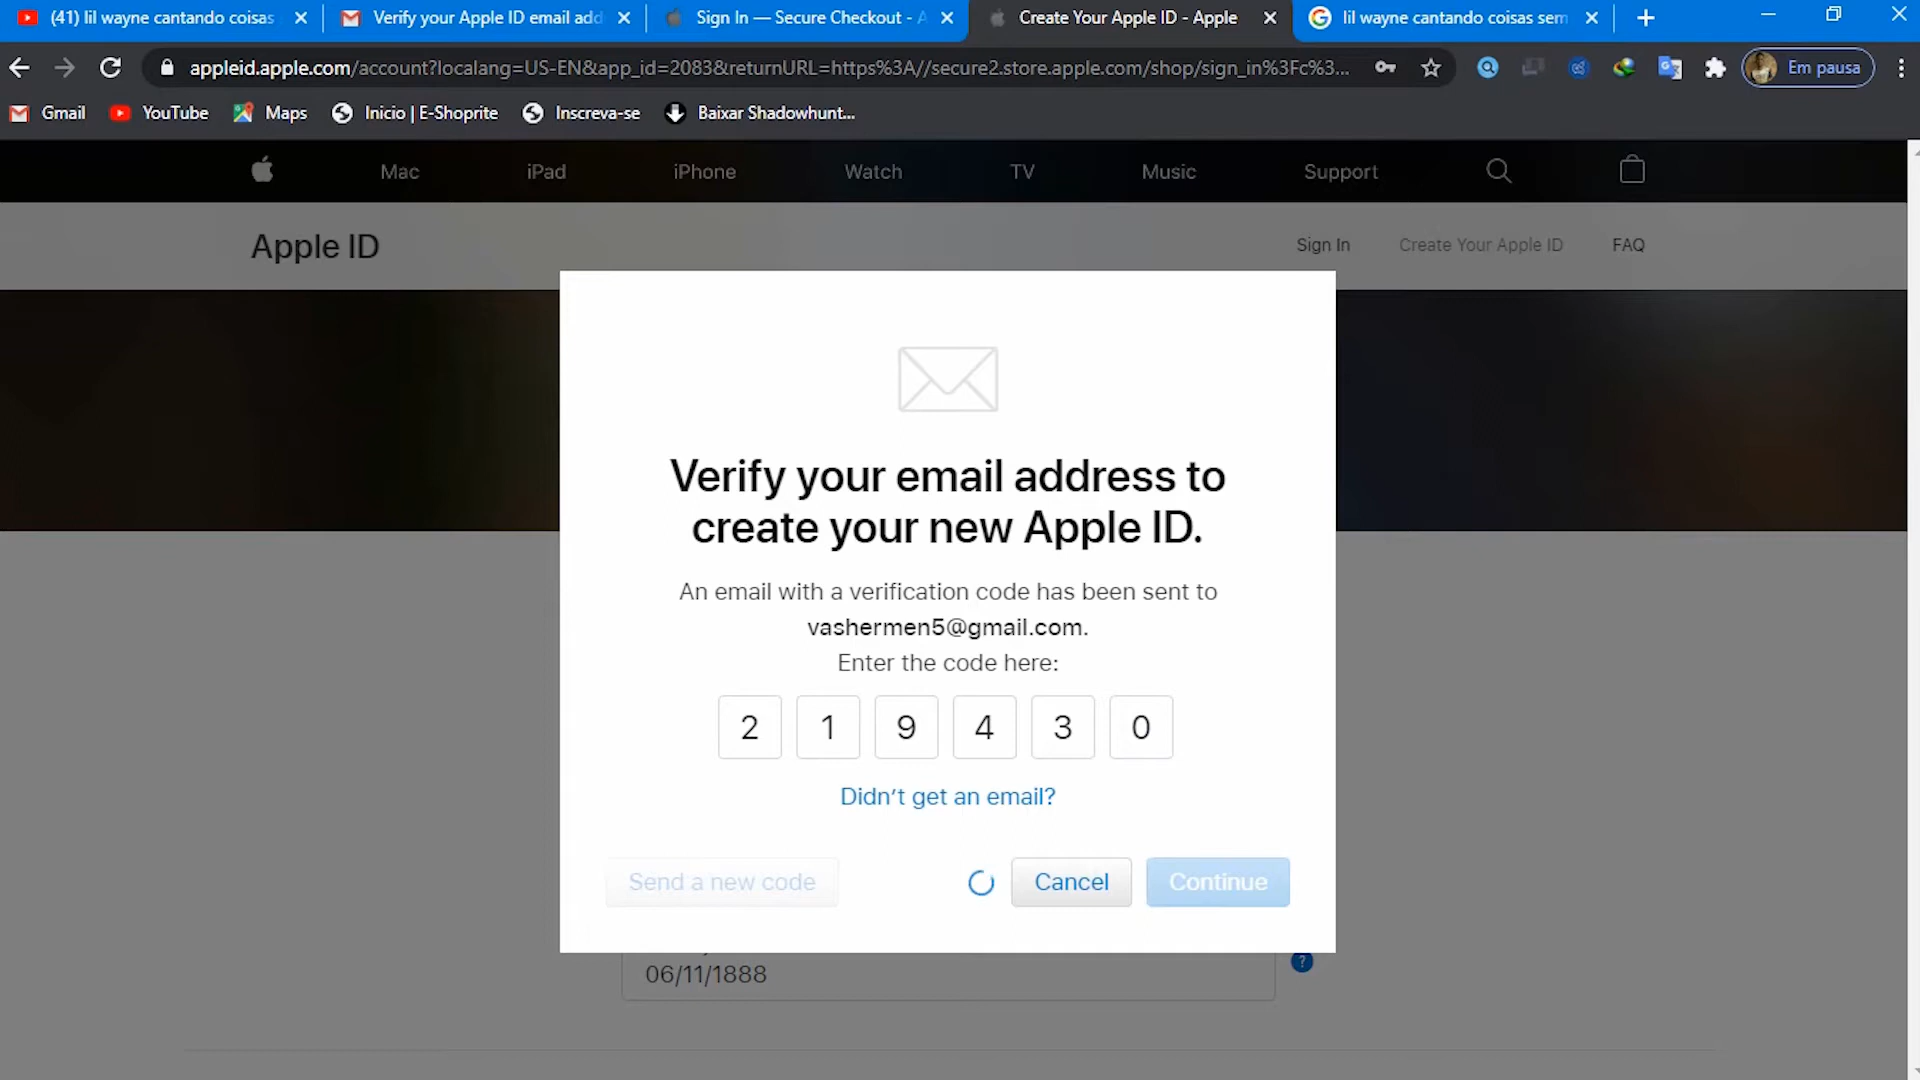 (41) lil wayne cantando coisas
Verify your Apple ID email add
Sign In — Secure Checkout - A
Create Your Apple ID - Apple
lil wayne cantando coisas sem
appleid.apple.com/account?localang=US-EN&app_id=2083&returnURL=https%3A//secure2.store.apple.com/shop/sign_in%3Fc%3...
Em pausa
Gmail
YouTube
Maps
Inicio | E-Shoprite
Inscreva-se
Baixar Shadowhunt...
Mac
iPad
iPhone
Watch
TV
Music
Support
Apple ID
Sign In
Create Your Apple ID
FAQ
Verify your email address to
create your new Apple ID.
An email with a verification code has been sent to
vashermen5@gmail.com.
Enter the code here:
2 1 9 4 3 0
Didn't get an email?
Send a new code
Cancel
Continue
06/11/1888
?